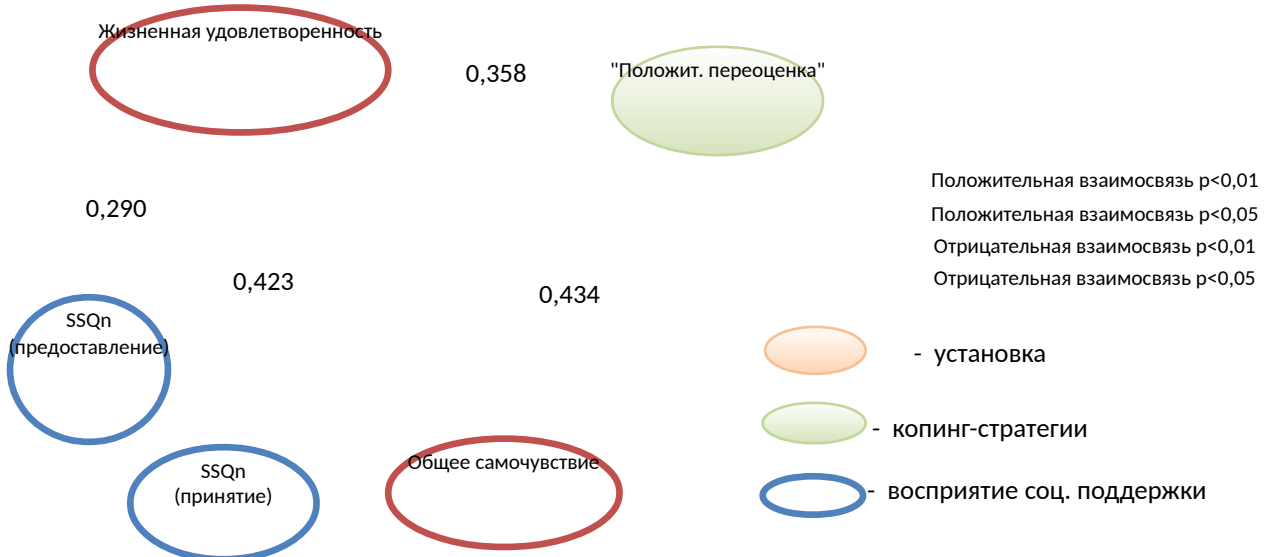 Жизненная удовлетворенность
0,358
"Положит. переоценка"
Положительная взаимосвязь p<0,01
0,290
Положительная взаимосвязь p<0,05
Отрицательная взаимосвязь p<0,01
0,423
Отрицательная взаимосвязь p<0,05
0,434
SSQn
(предоставление)
- установка
- копинг-стратегии
SSQn
(принятие)
Общее самочувствие
- восприятие соц. поддержки